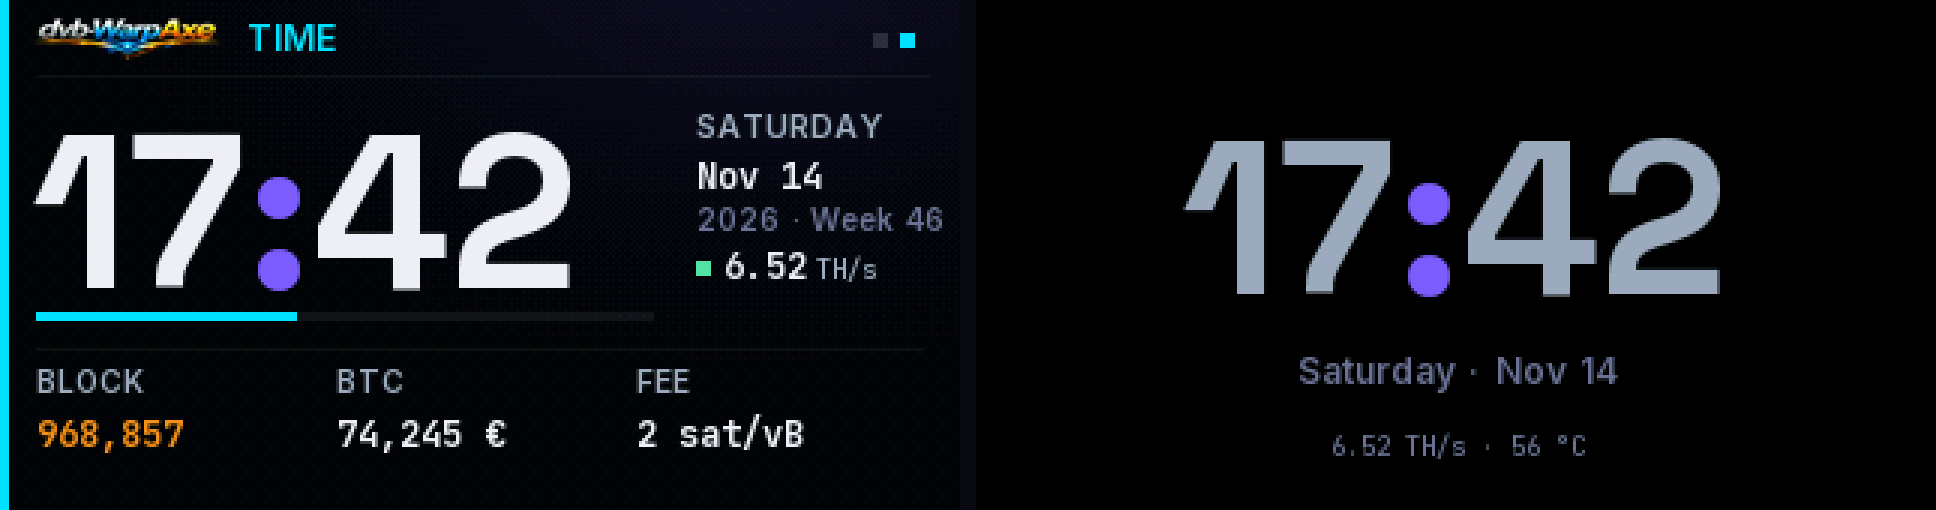 dvb-WarpAxe TIME
17:42
SATURDAY
Nov 14
2026 · Week 46
6.52 TH/s
BLOCK BTC FEE
968,857 74,245 € 2 sat/vB
17:42
Saturday · Nov 14
6.52 TH/s · 56 °C